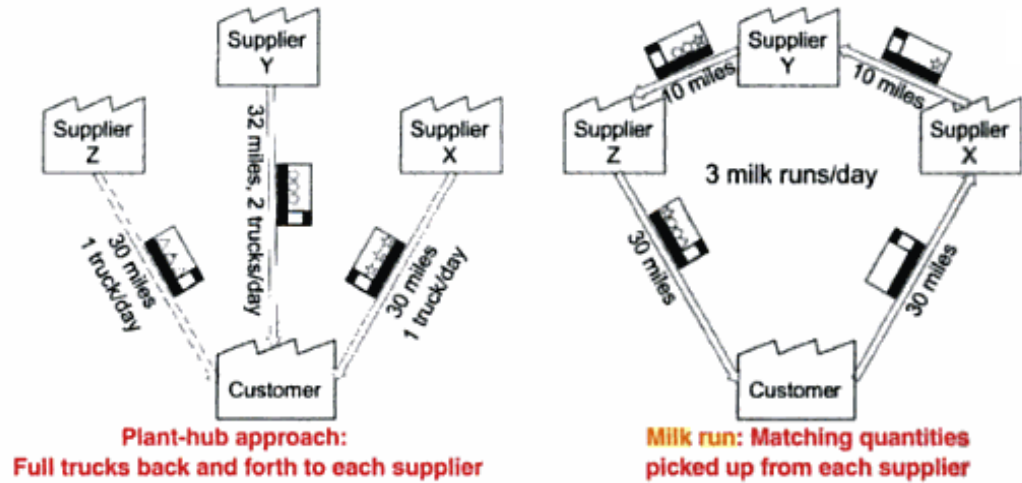 Supplier
Y
Supplier
Z
Supplier
X
32 miles, 2 trucks/day
30 miles
1 truck/day
30 miles
1 truck/day
Customer
Plant-hub approach:
Full trucks back and forth to each supplier
Supplier
Y
10 miles
10 miles
Supplier
Z
Supplier
X
3 milk runs/day
30 miles
30 miles
Customer
Milk run: Matching quantities
picked up from each supplier